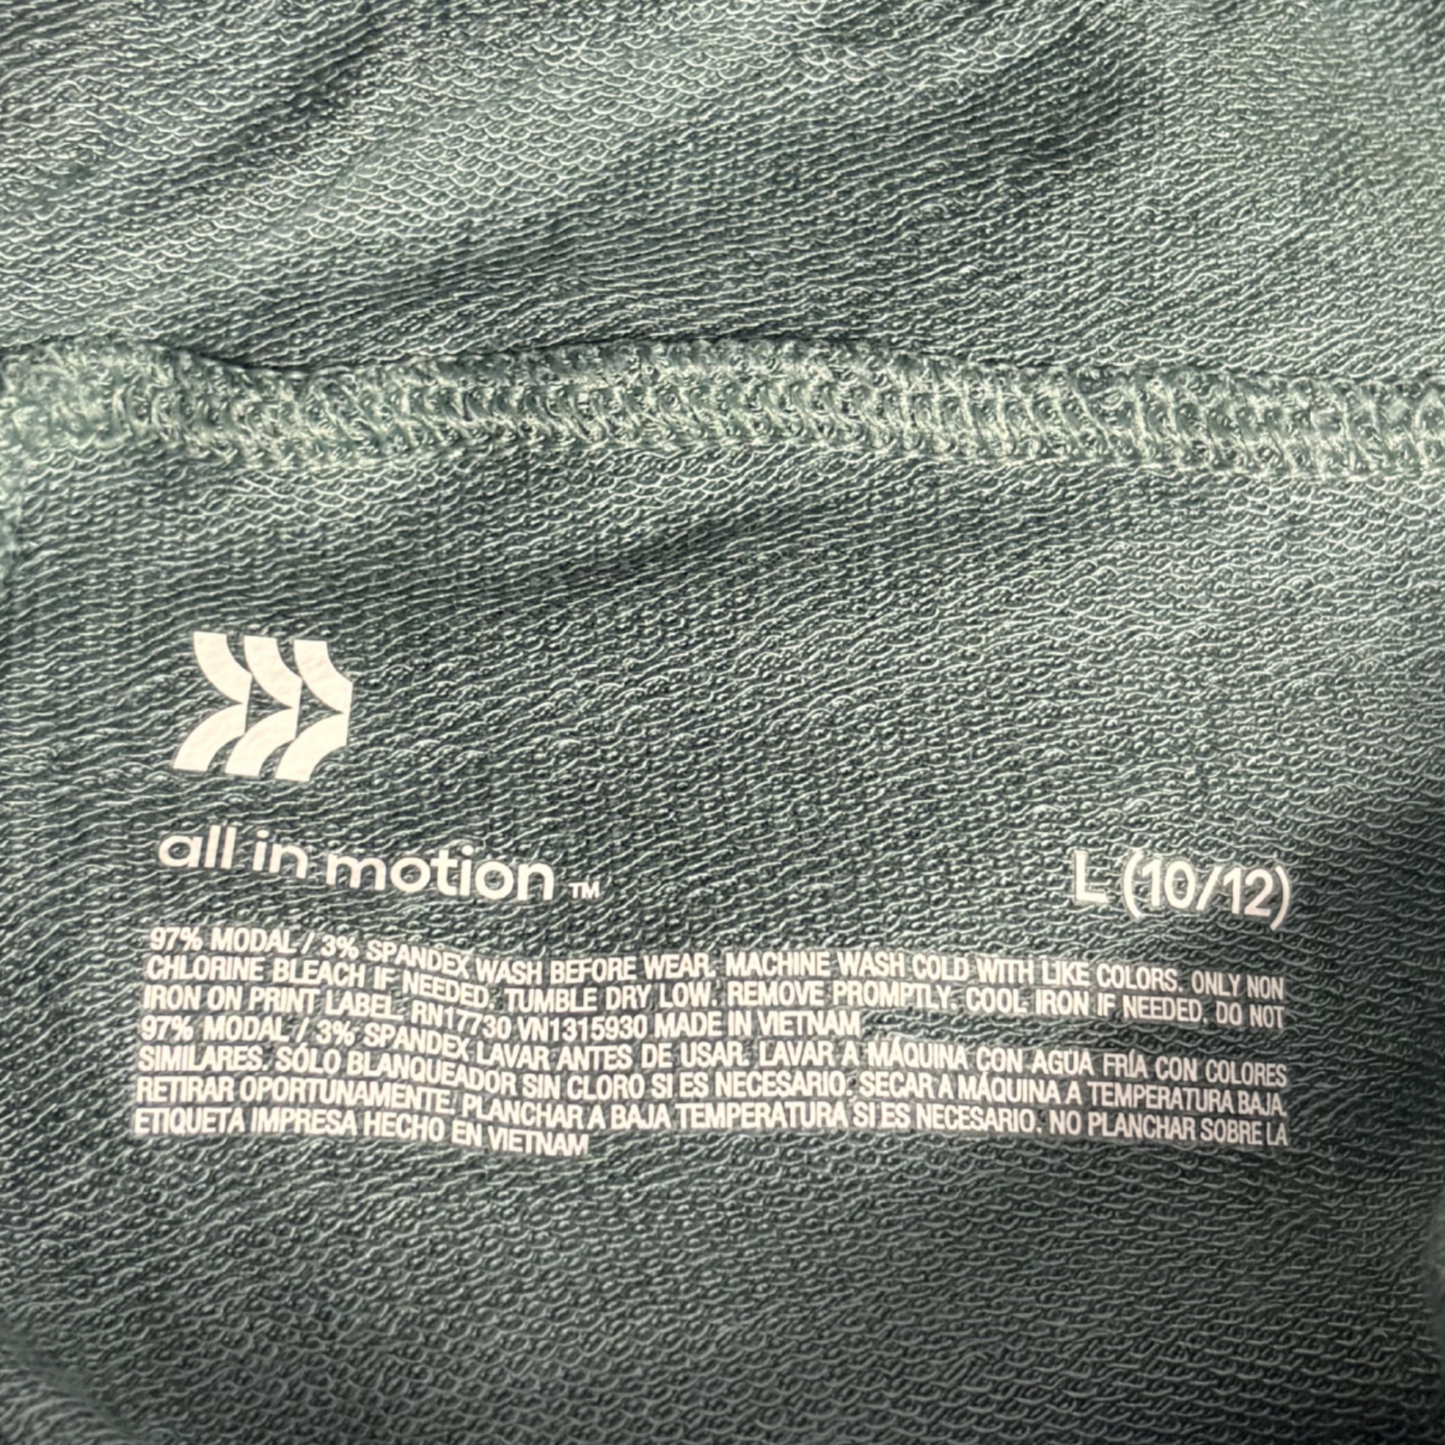 all in motion ™
L (10/12)
97% MODAL / 3% SPANDEX WASH BEFORE WEAR. MACHINE WASH COLD WITH LIKE COLORS. ONLY NON
CHLORINE BLEACH IF NEEDED. TUMBLE DRY LOW. REMOVE PROMPTLY. COOL IRON IF NEEDED. DO NOT
IRON ON PRINT LABEL. RN17730 VN1315930 MADE IN VIETNAM
97% MODAL / 3% SPANDEX LAVAR ANTES DE USAR. LAVAR A MÁQUINA CON AGUA FRÍA CON COLORES
SIMILARES. SÓLO BLANQUEADOR SIN CLORO SI ES NECESARIO. SECAR A MÁQUINA A TEMPERATURA BAJA.
RETIRAR OPORTUNAMENTE. PLANCHAR A BAJA TEMPERATURA SI ES NECESARIO. NO PLANCHAR SOBRE LA
ETIQUETA IMPRESA HECHO EN VIETNAM